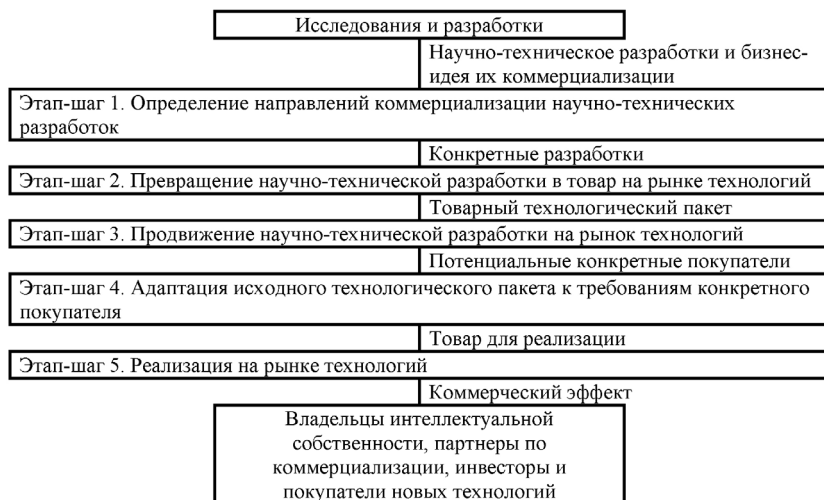 Исследования и разработки
Научно-техническое разработки и бизнес-
идея их коммерциализации
Этап-шаг 1. Определение направлений коммерциализации научно-технических
разработок
Конкретные разработки
Этап-шаг 2. Превращение научно-технической разработки в товар на рынке технологий
Товарный технологический пакет
Этап-шаг 3. Продвижение научно-технической разработки на рынок технологий
Потенциальные конкретные покупатели
Этап-шаг 4. Адаптация исходного технологического пакета к требованиям конкретного
покупателя
Товар для реализации
Этап-шаг 5. Реализация на рынке технологий
Коммерческий эффект
Владельцы интеллектуальной
собственности, партнеры по
коммерциализации, инвесторы и
покупатели новых технологий